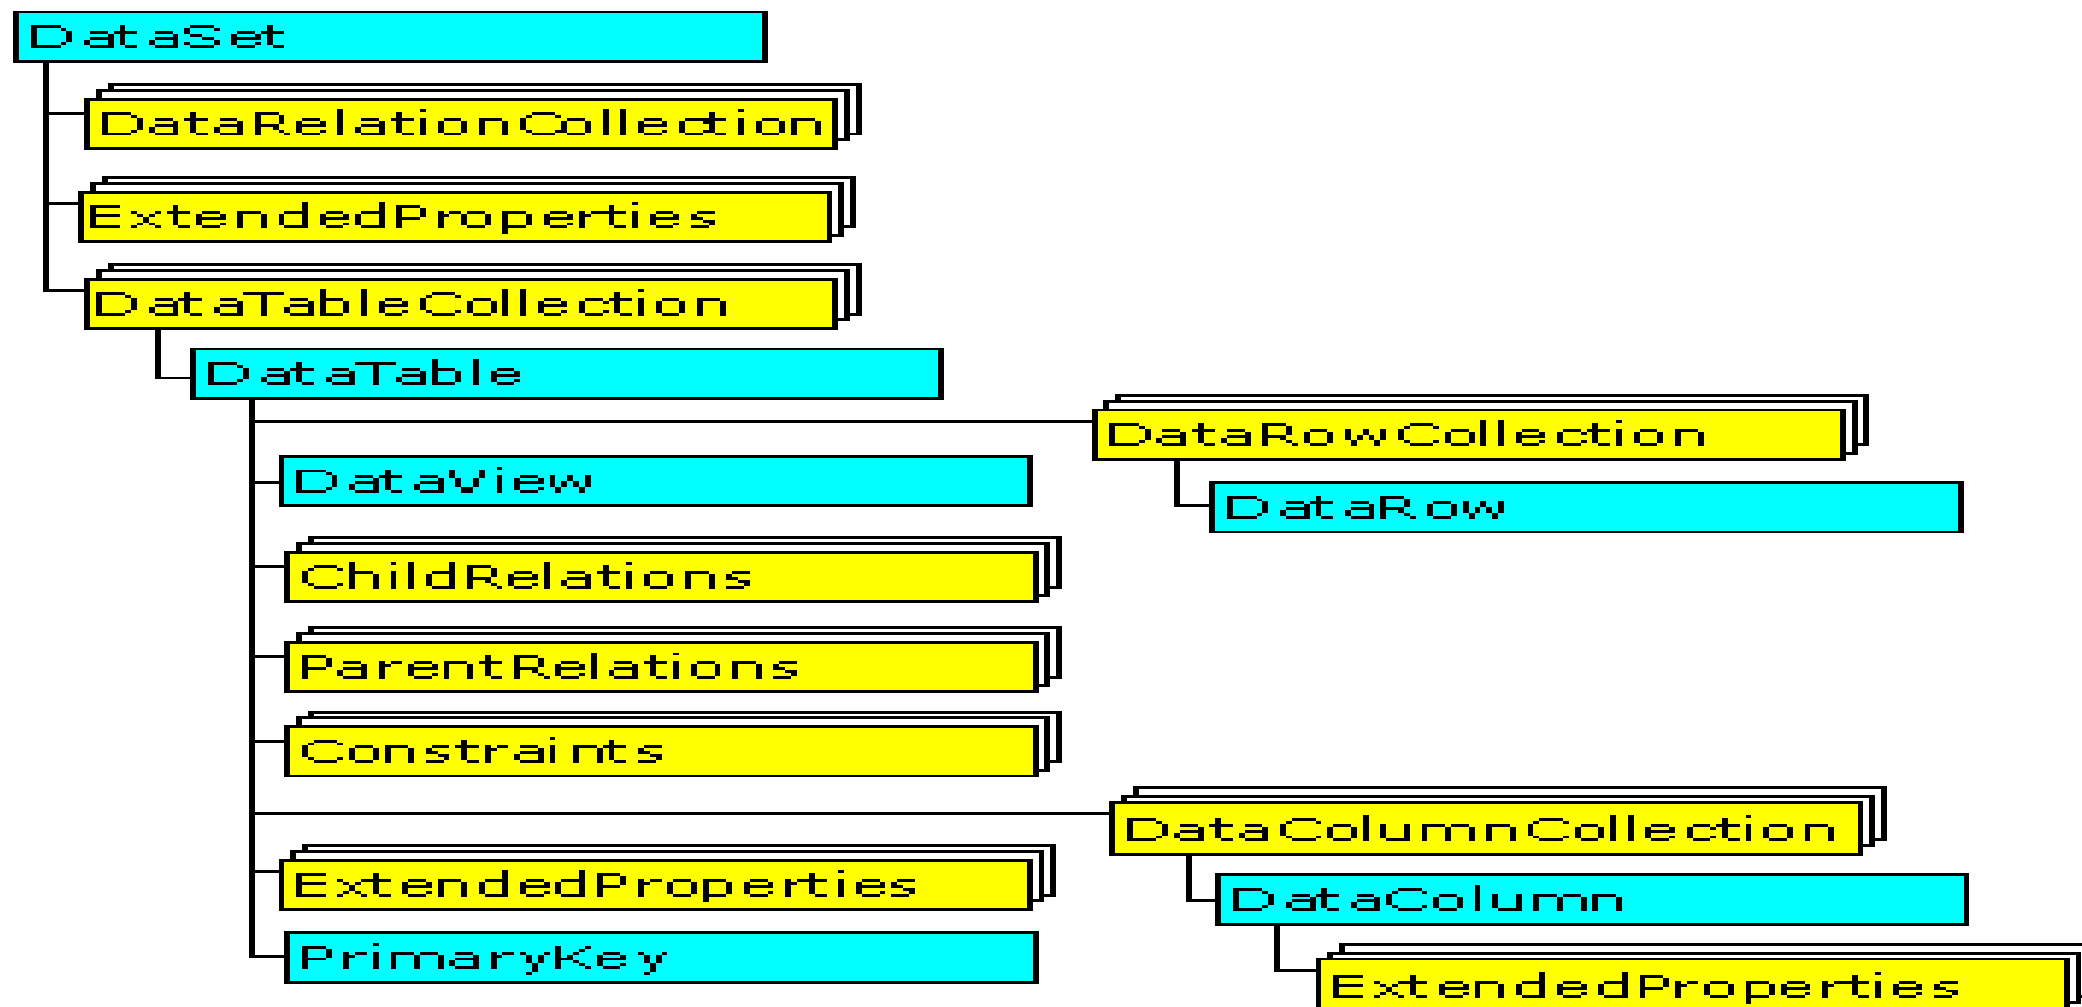 DataSet
DataRelationCollection
ExtendedProperties
DataTableCollection
DataTable
DataRowCollection
DataView
DataRow
ChildRelations
ParentRelations
Constraints
DataColumnCollection
ExtendedProperties
DataColumn
PrimaryKey
ExtendedProperties